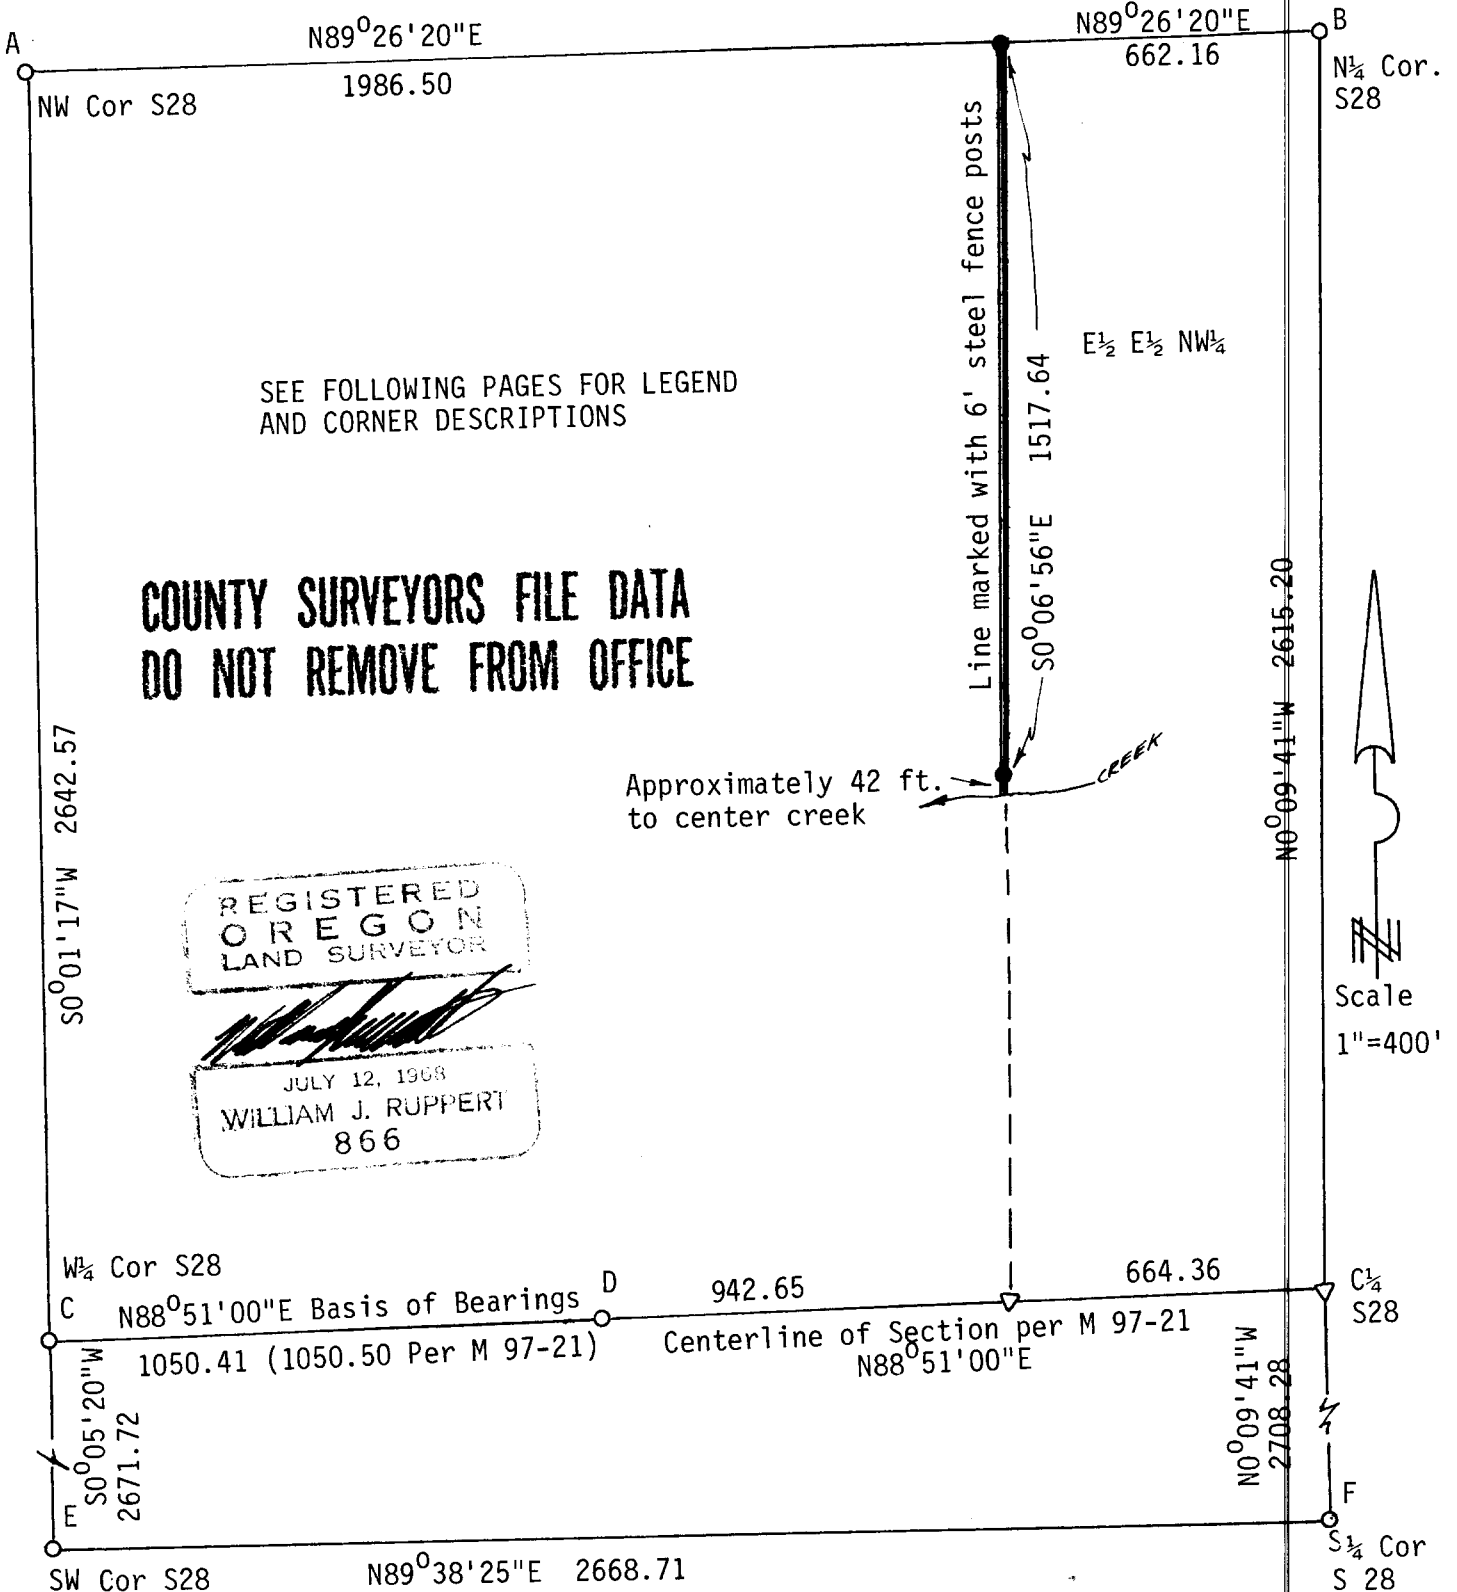 A
N89°26'20"E
N89°26'20"E
B
1986.50
662.16
NW Cor S28
N¼ Cor.
S28
Line marked with 6' steel fence posts
S0°06'56"E 1517.64
E½ E½ NW¼
SEE FOLLOWING PAGES FOR LEGEND
AND CORNER DESCRIPTIONS
COUNTY SURVEYORS FILE DATA
DO NOT REMOVE FROM OFFICE
S0°01'17"W 2642.57
N0°09'41"W 2615.20
Approximately 42 ft.
to center creek
CREEK
REGISTERED
OREGON
LAND SURVEYOR
JULY 12, 1968
WILLIAM J. RUPPERT
866
N
Scale
1"=400'
W¼ Cor S28
C
N88°51'00"E Basis of Bearings
D
942.65
664.36
C¼
S28
1050.41 (1050.50 Per M 97-21)
Centerline of Section per M 97-21
N88°51'00"E
S0°05'20"W
2671.72
N0°09'41"W
2708.28
E
F
SW Cor S28
N89°38'25"E 2668.71
S¼ Cor
S 28